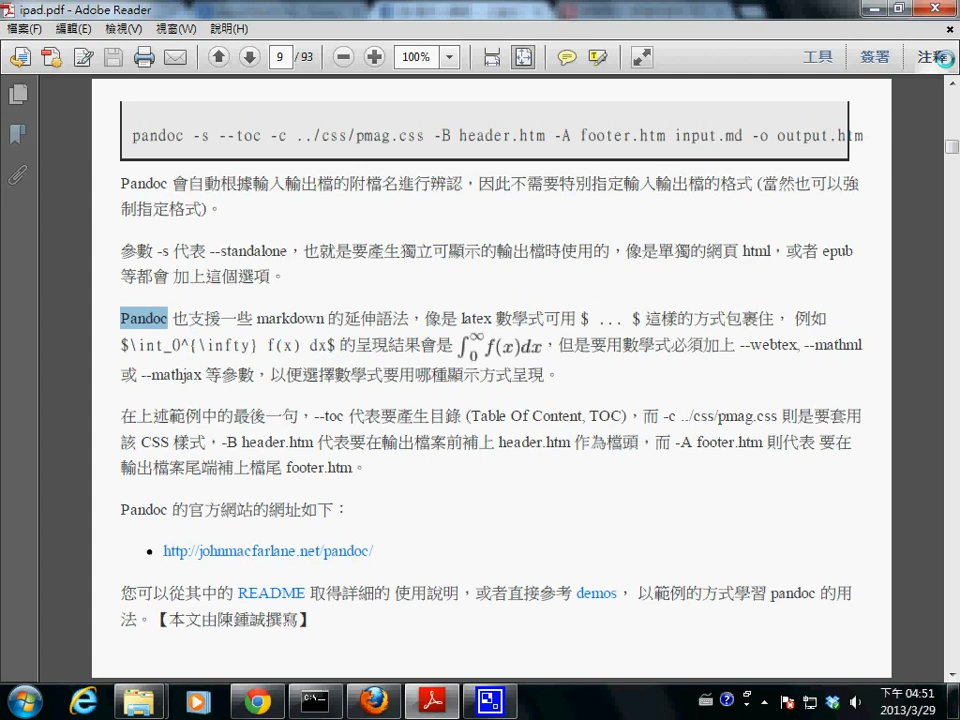 ipad.pdf - Adobe Reader
檔案(F) 編輯(E) 檢視(V) 視窗(W) 說明(H)
9 / 93 100% 工具 簽署 注釋
pandoc -s --toc -c ../css/pmag.css -B header.htm -A footer.htm input.md -o output.htm
Pandoc 會自動根據輸入輸出檔的附檔名進行辨認，因此不需要特別指定輸入輸出檔的格式 (當然也可以強
制指定格式)。
參數 -s 代表 --standalone，也就是要產生獨立可顯示的輸出檔時使用的，像是單獨的網頁 html，或者 epub
等都會 加上這個選項。
Pandoc 也支援一些 markdown 的延伸語法，像是 latex 數學式可用 $ ... $ 這樣的方式包裹住， 例如
$\int_0^{\infty} f(x) dx$ 的呈現結果會是 ∫₀^∞ f(x)dx，但是要用數學式必須加上 --webtex, --mathml
或 --mathjax 等參數，以便選擇數學式要用哪種顯示方式呈現。
在上述範例中的最後一句，--toc 代表要產生目錄 (Table Of Content, TOC)，而 -c ../css/pmag.css 則是要套用
該 CSS 樣式，-B header.htm 代表要在輸出檔案前補上 header.htm 作為檔頭，而 -A footer.htm 則代表 要在
輸出檔案尾端補上檔尾 footer.htm。
Pandoc 的官方網站的網址如下：
• http://johnmacfarlane.net/pandoc/
您可以從其中的 README 取得詳細的 使用說明，或者直接參考 demos， 以範例的方式學習 pandoc 的用
法。【本文由陳鍾誠撰寫】
下午 04:51
2013/3/29